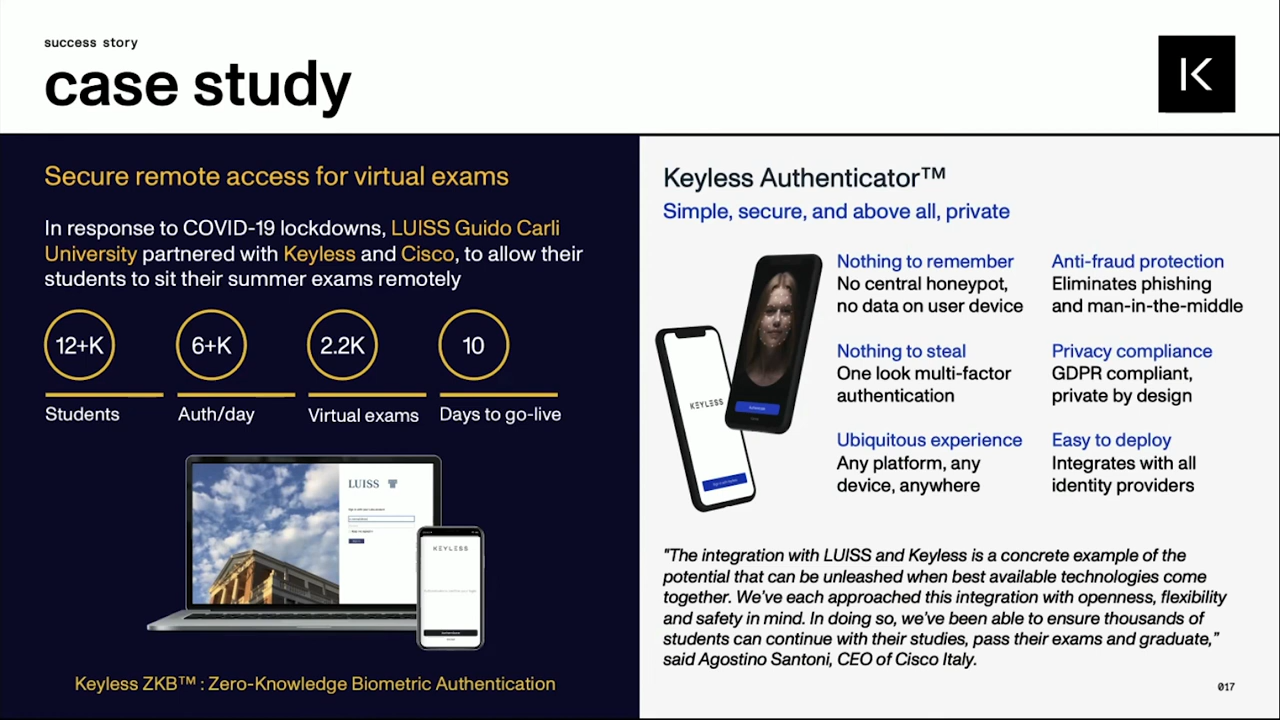 success story
case study
K
Secure remote access for virtual exams
In response to COVID-19 lockdowns, LUISS Guido Carli
University partnered with Keyless and Cisco, to allow their
students to sit their summer exams remotely
12+K
6+K
2.2K
10
Students
Auth/day
Virtual exams
Days to go-live
LUISS
KEYLESS
Keyless ZKB™ : Zero-Knowledge Biometric Authentication
Keyless Authenticator™
Simple, secure, and above all, private
KEYLESS
Nothing to remember
No central honeypot,
no data on user device
Anti-fraud protection
Eliminates phishing
and man-in-the-middle
Nothing to steal
One look multi-factor
authentication
Privacy compliance
GDPR compliant,
private by design
Ubiquitous experience
Any platform, any
device, anywhere
Easy to deploy
Integrates with all
identity providers
"The integration with LUISS and Keyless is a concrete example of the
potential that can be unleashed when best available technologies come
together. We've each approached this integration with openness, flexibility
and safety in mind. In doing so, we've been able to ensure thousands of
students can continue with their studies, pass their exams and graduate,"
said Agostino Santoni, CEO of Cisco Italy.
017